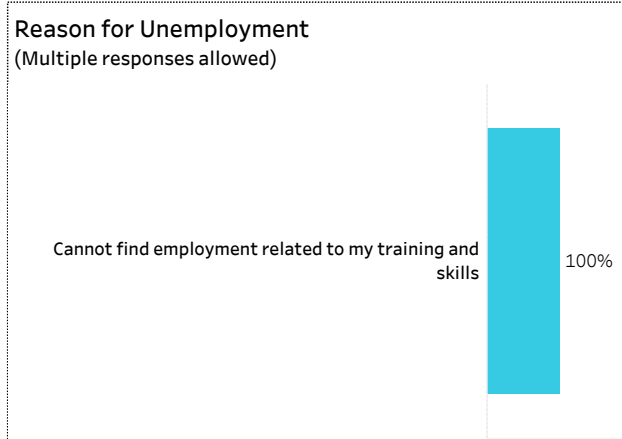 Reason for Unemployment
(Multiple responses allowed)
Cannot find employment related to my training and
skills
100%